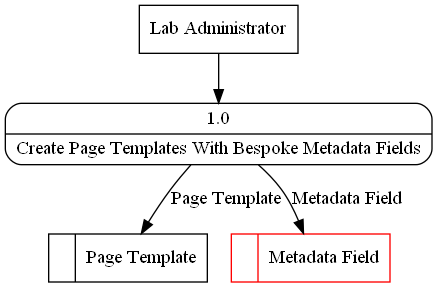 Lab Administrator
1.0
Create Page Templates With Bespoke Metadata Fields
Page Template
Metadata Field
Page Template
Metadata Field